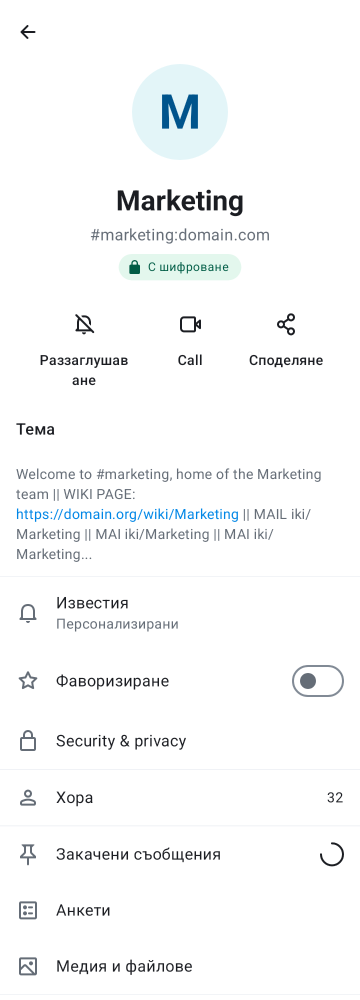 M
Marketing
#marketing:domain.com
С шифроване
Раззаглушав
ане
Call
Споделяне
Тема
Welcome to #marketing, home of the Marketing
team || WIKI PAGE:
https://domain.org/wiki/Marketing || MAIL iki/
Marketing || MAI iki/Marketing || MAI iki/
Marketing...
Известия
Персонализирани
Фаворизиране
Security & privacy
Хора
32
Закачени съобщения
Анкети
Медия и файлове